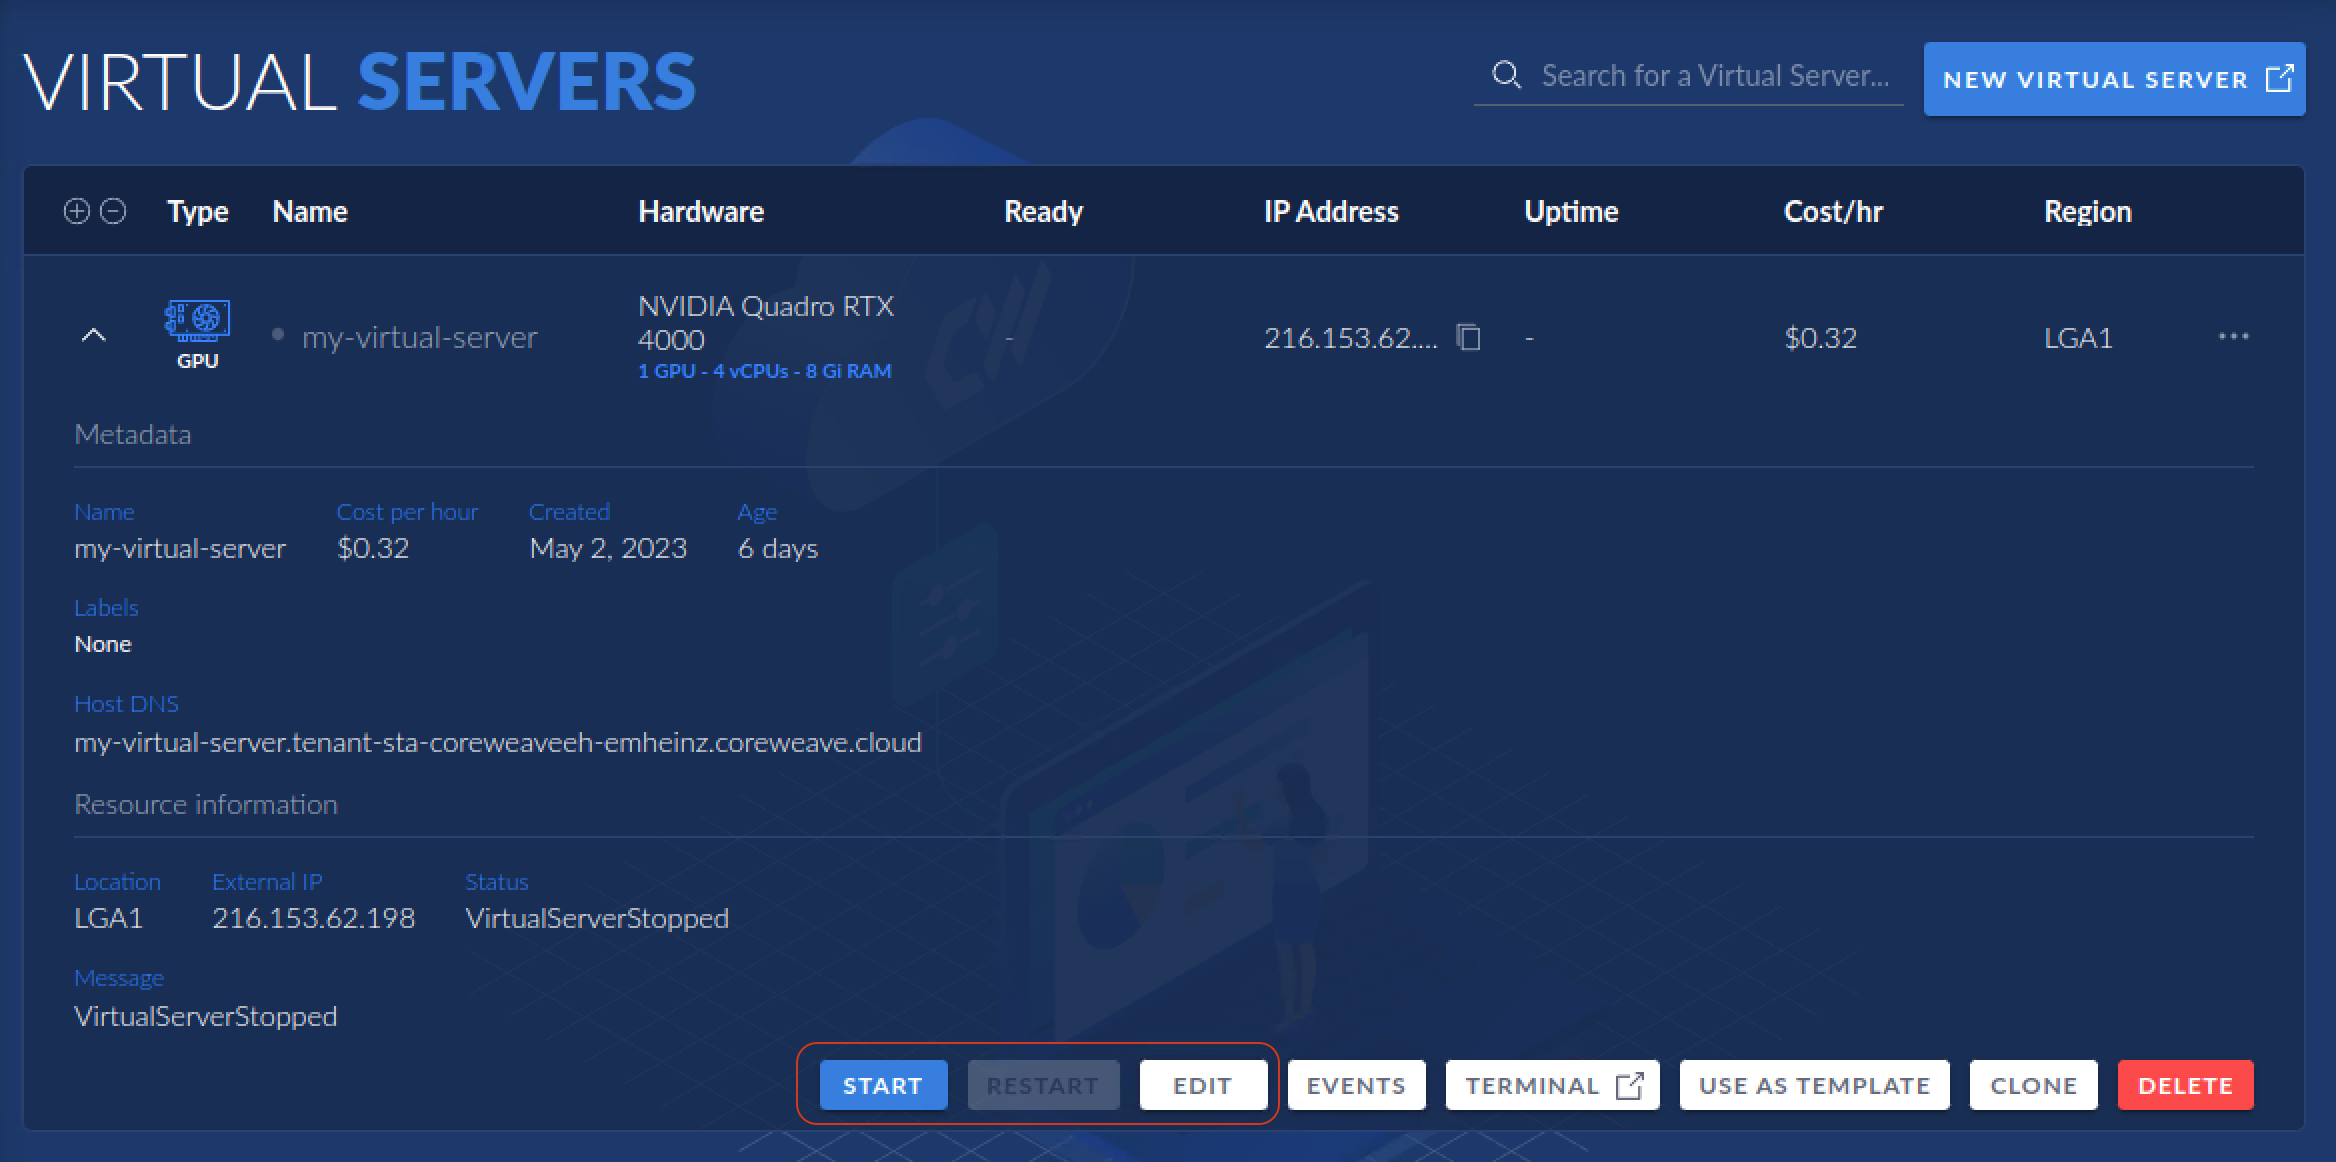 VIRTUAL SERVERS
Search for a Virtual Server...
NEW VIRTUAL SERVER
Type Name Hardware Ready IP Address Uptime Cost/hr Region
GPU
my-virtual-server
NVIDIA Quadro RTX
4000
1 GPU - 4 vCPUs - 8 Gi RAM
-
216.153.62....
-
$0.32
LGA1
Metadata
Name Cost per hour Created Age
my-virtual-server $0.32 May 2, 2023 6 days
Labels
None
Host DNS
my-virtual-server.tenant-sta-coreweaveeh-emheinz.coreweave.cloud
Resource information
Location External IP Status
LGA1 216.153.62.198 VirtualServerStopped
Message
VirtualServerStopped
START RESTART EDIT EVENTS TERMINAL USE AS TEMPLATE CLONE DELETE